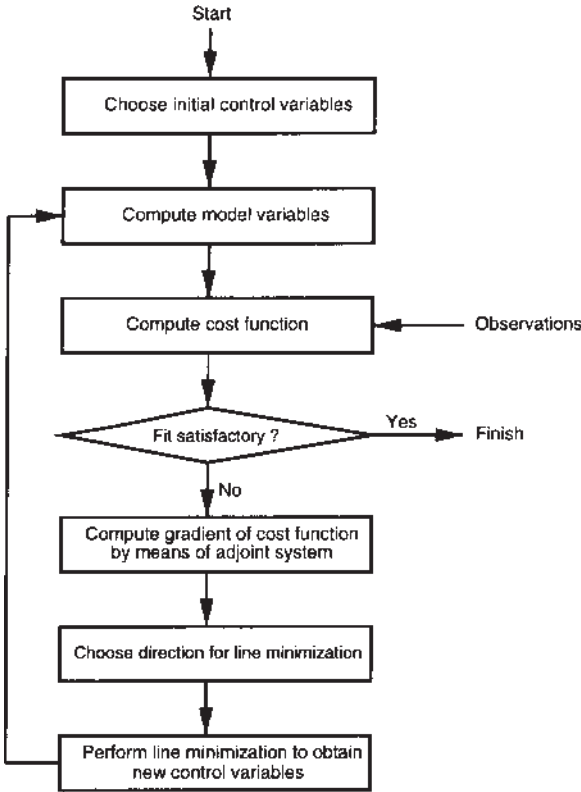 Start
Choose initial control variables
Compute model variables
Compute cost function
Observations
Fit satisfactory ?
Yes
Finish
No
Compute gradient of cost function
by means of adjoint system
Choose direction for line minimization
Perform line minimization to obtain
new control variables